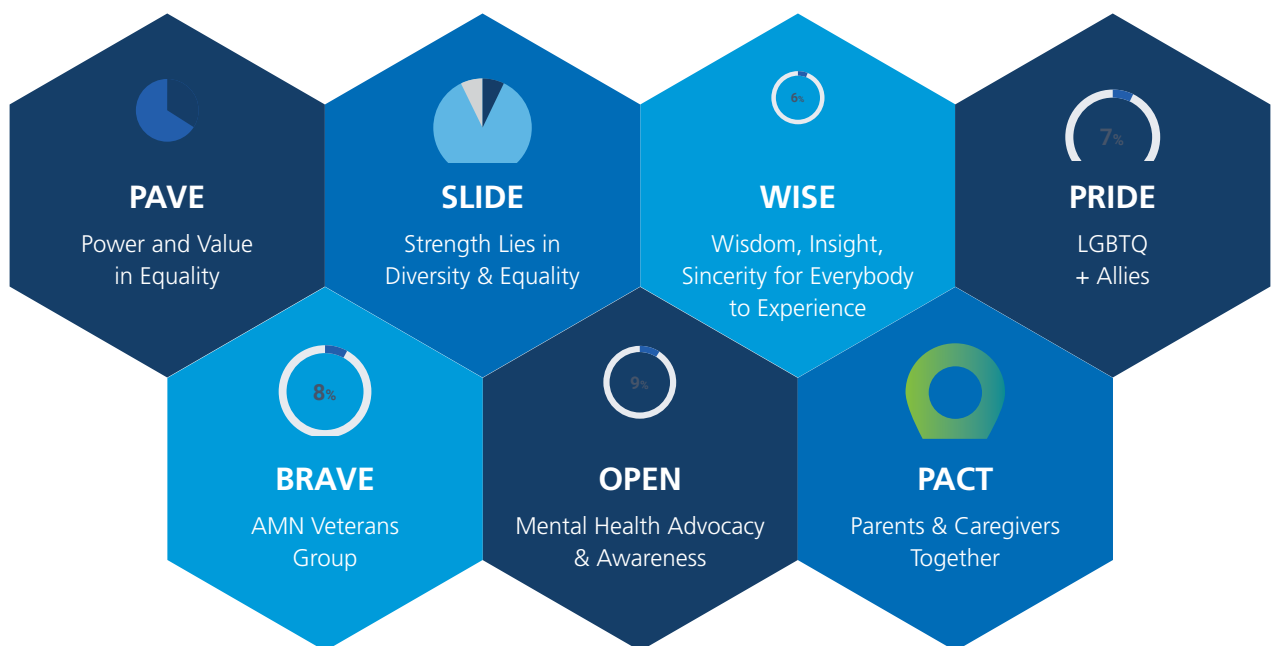 PAVE
Power and Value
in Equality
SLIDE
Strength Lies in
Diversity & Equality
6%
WISE
Wisdom, Insight,
Sincerity for Everybody
to Experience
7%
PRIDE
LGBTQ
+ Allies
8%
BRAVE
AMN Veterans
Group
9%
OPEN
Mental Health Advocacy
& Awareness
PACT
Parents & Caregivers
Together